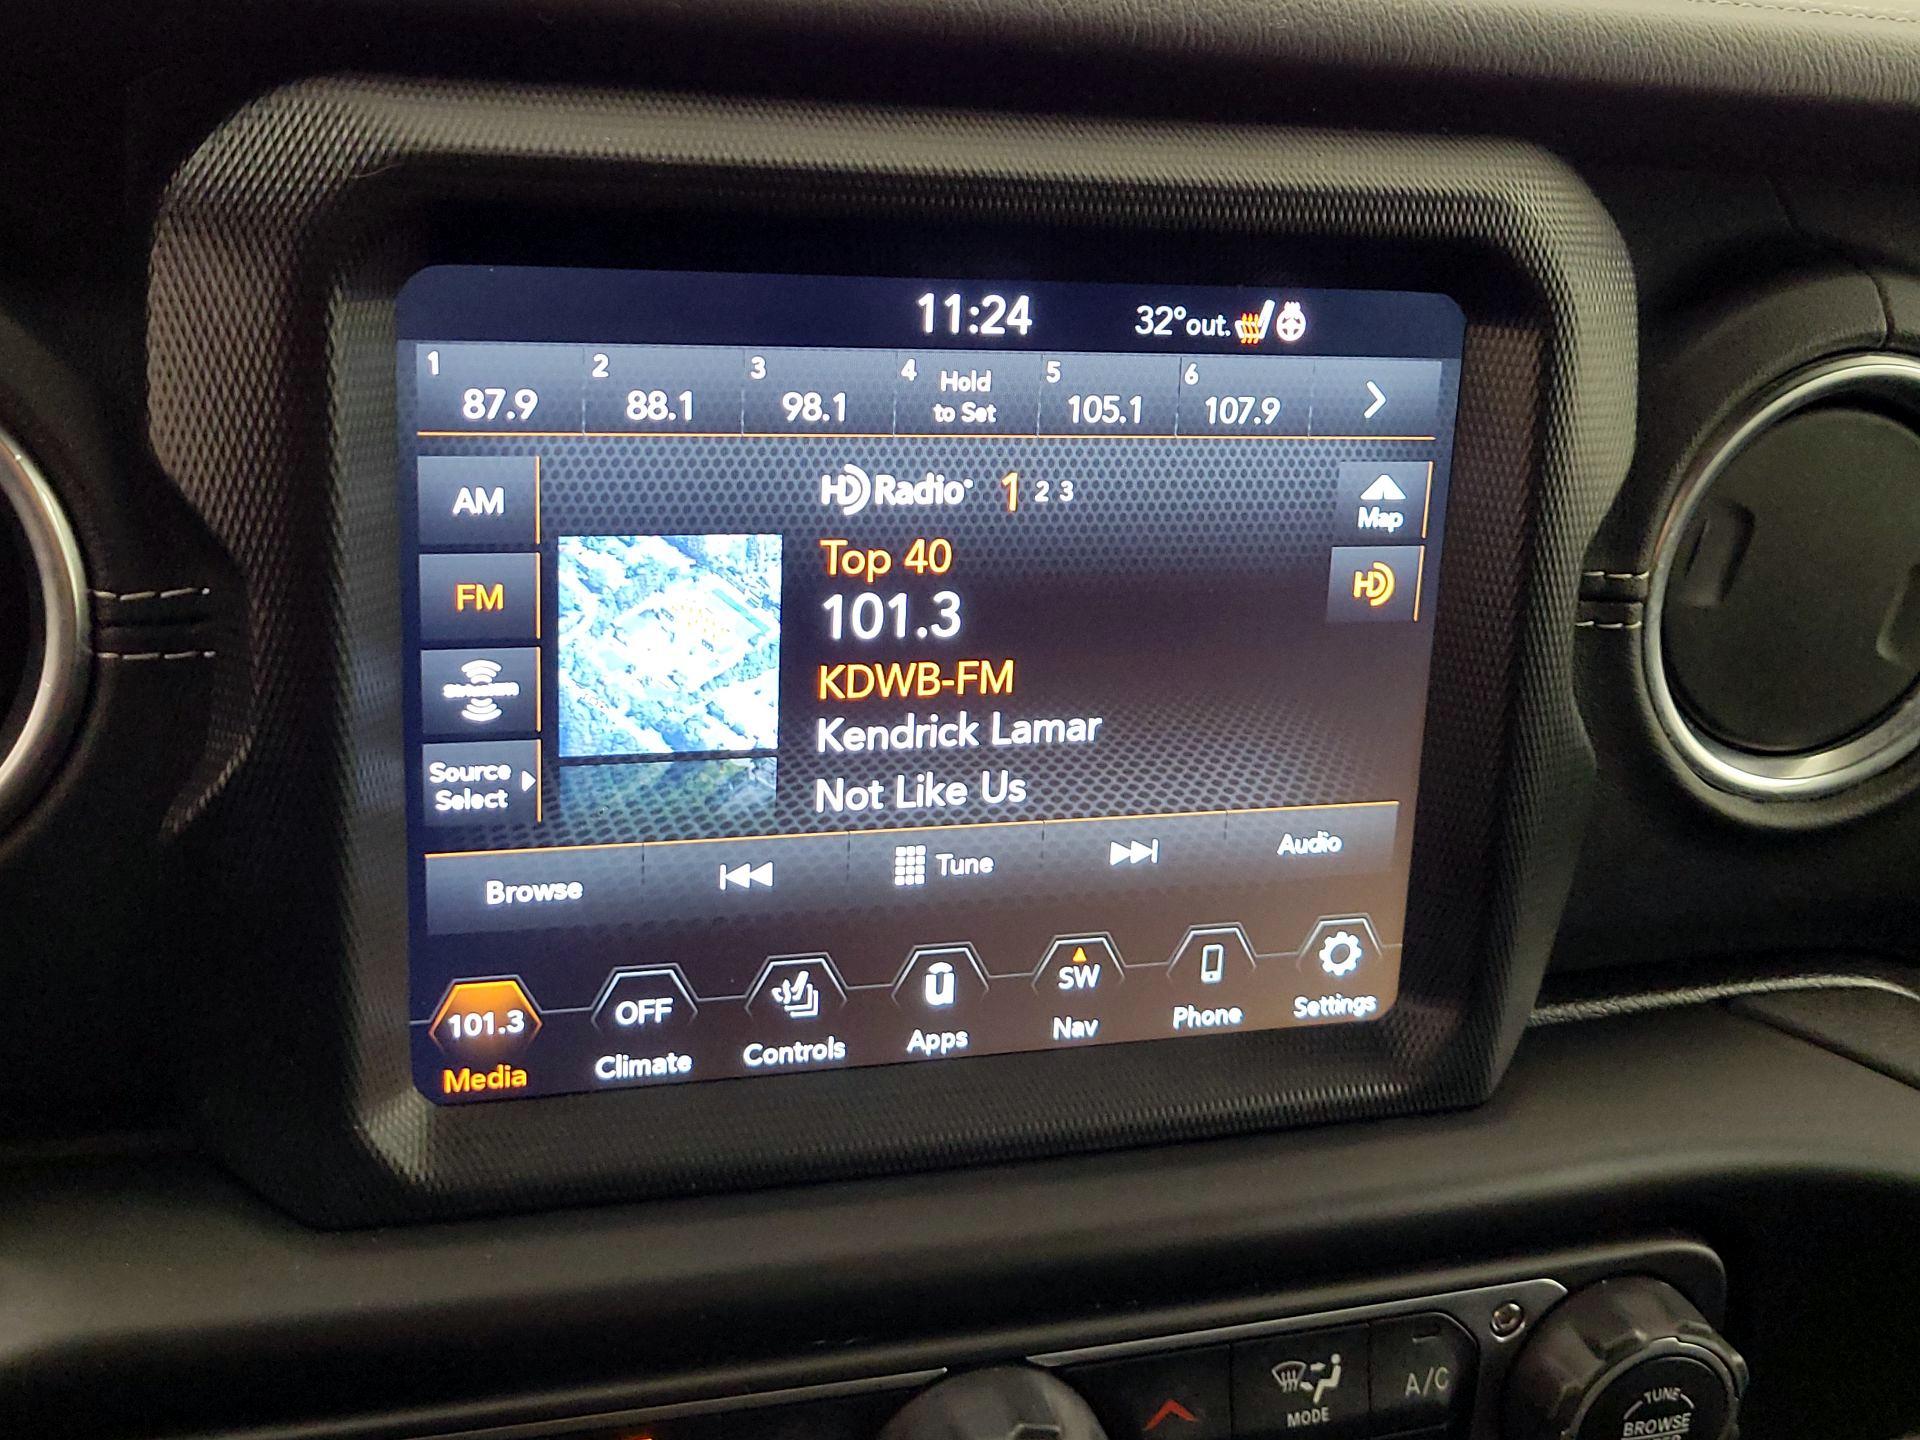 11:24
32°out.
1 2 3 4 5 6
87.9 88.1 98.1 Hold to Set 105.1 107.9
AM
HD Radio 1 2 3
Map
Top 40
HD
101.3
FM
KDWB-FM
Kendrick Lamar
Source
Select
Not Like Us
Browse
Tune
Audio
101.3
OFF
SW
Media
Climate
Controls
Apps
Nav
Phone
Settings
MODE
A/C
TUNE
BROWSE